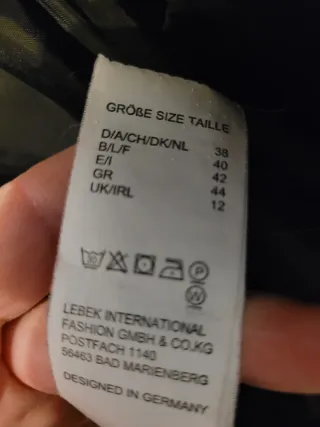 GRÖßE SIZE TAILLE
D/A/CH/DK/NL 38
B/L/F 40
E/I 42
GR 44
UK/IRL 12
P
W
LEBEK INTERNATIONAL
FASHION GMBH & CO.KG
POSTFACH 1140
56463 BAD MARIENBERG
DESIGNED IN GERMANY